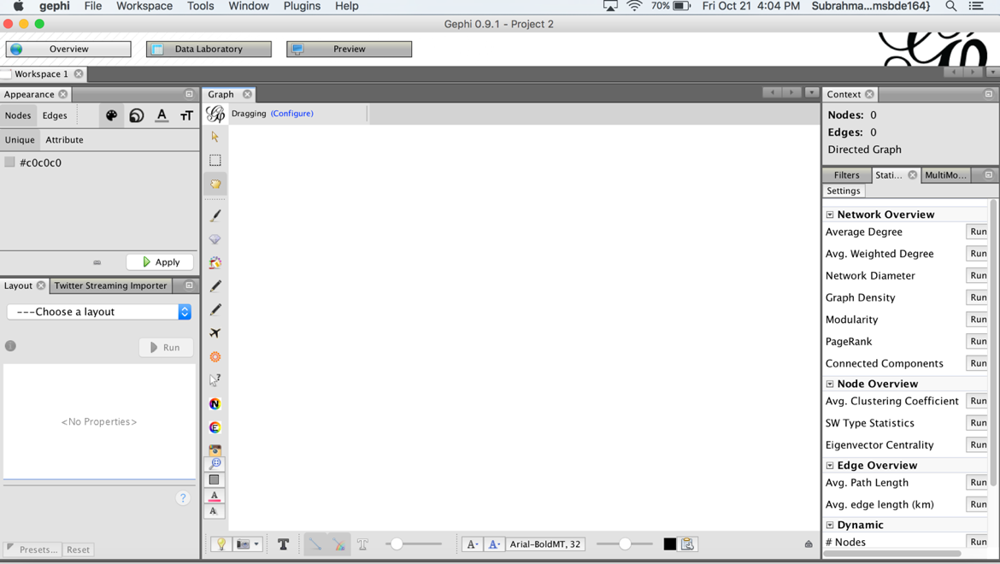 gephi File Workspace Tools Window Plugins Help 70% Fri Oct 21 4:04 PM Subrahma...msbde164}
Gephi 0.9.1 - Project 2
Overview Data Laboratory Preview
Workspace 1
Appearance
Nodes Edges
Unique Attribute
#c0c0c0
Apply
Layout Twitter Streaming Importer
---Choose a layout
Run
<No Properties>
?
Presets... Reset
Graph
Dragging (Configure)
T T A- A- Arial-BoldMT, 32
Context
Nodes: 0
Edges: 0
Directed Graph
Filters Stati... MultiMo...
Settings
Network Overview
Average Degree Run
Avg. Weighted Degree Run
Network Diameter Run
Graph Density Run
Modularity Run
PageRank Run
Connected Components Run
Node Overview
Avg. Clustering Coefficient Run
SW Type Statistics Run
Eigenvector Centrality Run
Edge Overview
Avg. Path Length Run
Avg. edge length (km) Run
Dynamic
# Nodes Run